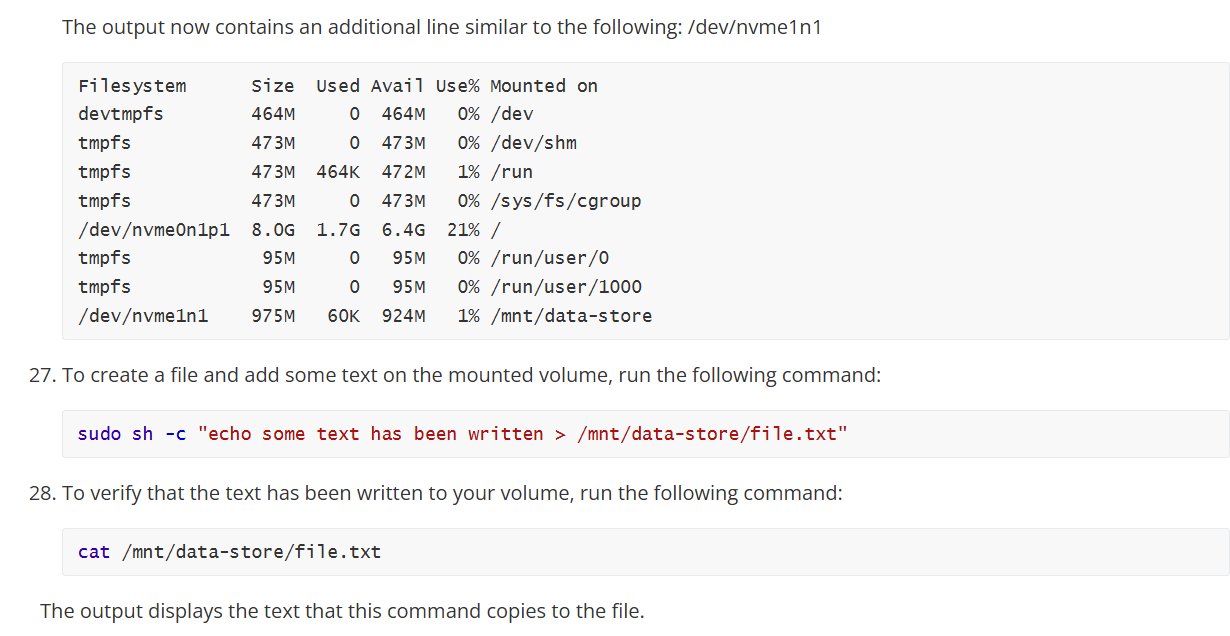 The output now contains an additional line similar to the following: /dev/nvme1n1
Filesystem      Size  Used Avail Use% Mounted on
devtmpfs        464M     0  464M   0% /dev
tmpfs           473M     0  473M   0% /dev/shm
tmpfs           473M  464K  472M   1% /run
tmpfs           473M     0  473M   0% /sys/fs/cgroup
/dev/nvme0n1p1  8.0G  1.7G  6.4G  21% /
tmpfs            95M     0   95M   0% /run/user/0
tmpfs            95M     0   95M   0% /run/user/1000
/dev/nvme1n1    975M   60K  924M   1% /mnt/data-store
27. To create a file and add some text on the mounted volume, run the following command:
sudo sh -c "echo some text has been written > /mnt/data-store/file.txt"
28. To verify that the text has been written to your volume, run the following command:
cat /mnt/data-store/file.txt
The output displays the text that this command copies to the file.